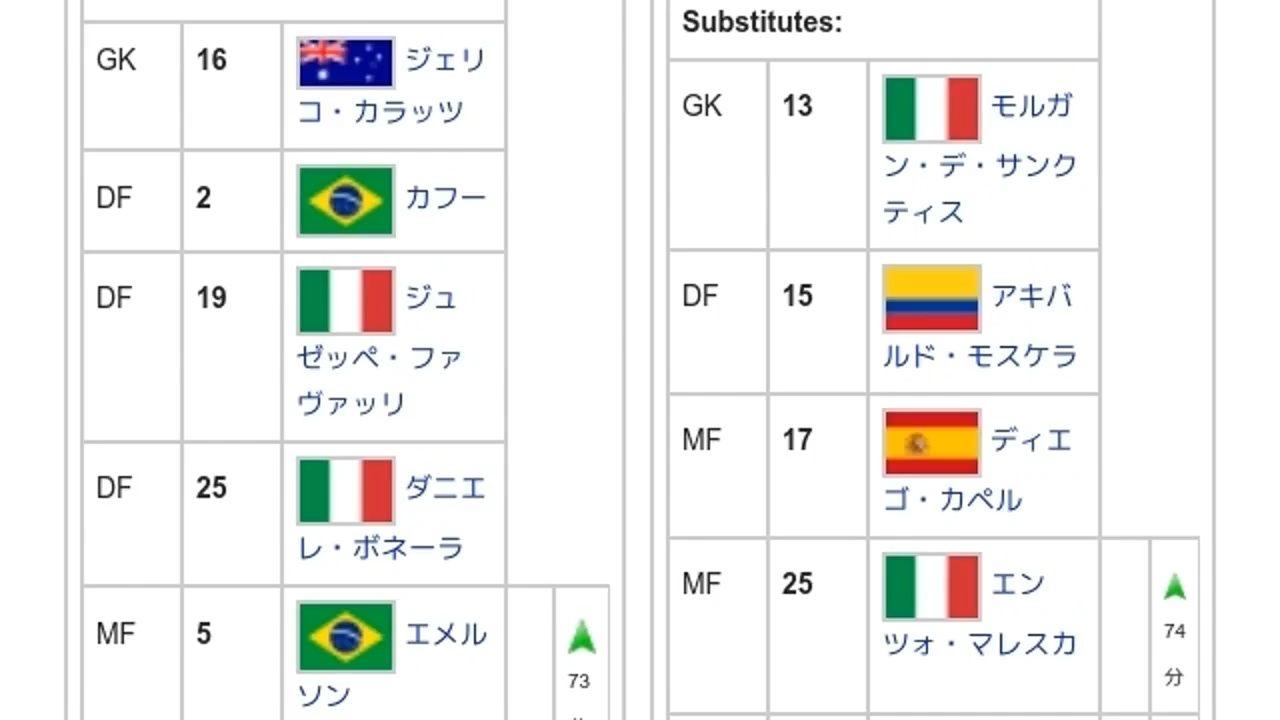 GK 16 ジェリ
コ・カラッツ
DF 2 カフー
DF 19 ジュ
ゼッペ・ファ
ヴァッリ
DF 25 ダニエ
レ・ボネーラ
MF 5 エメル
ソン
73
Substitutes:
GK 13 モルガ
ン・デ・サンク
ティス
DF 15 アキバ
ルド・モスケラ
MF 17 ディエ
ゴ・カペル
MF 25 エン
ツォ・マレスカ
74
分